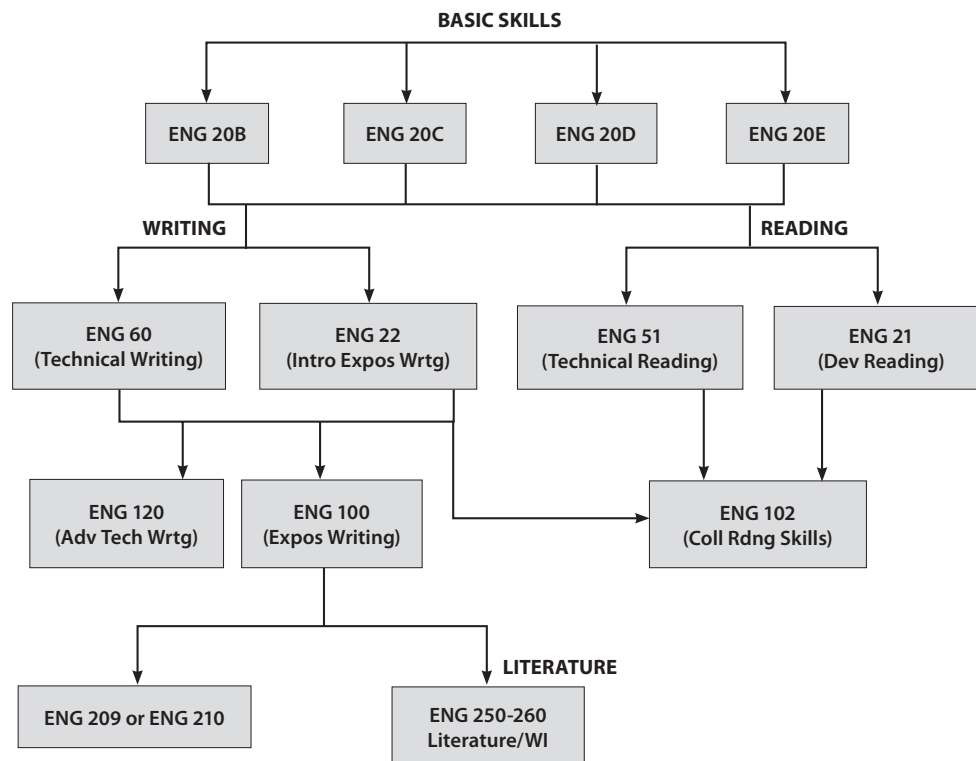 BASIC SKILLS
ENG 20B
ENG 20C
ENG 20D
ENG 20E
WRITING
READING
ENG 60
(Technical Writing)
ENG 22
(Intro Expos Wrtg)
ENG 51
(Technical Reading)
ENG 21
(Dev Reading)
ENG 120
(Adv Tech Wrtg)
ENG 100
(Expos Writing)
ENG 102
(Coll Rdng Skills)
LITERATURE
ENG 209 or ENG 210
ENG 250-260
Literature/WI